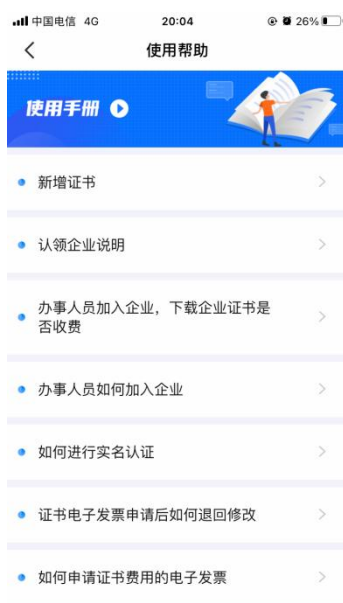 中国电信 4G 20:04 26%
使用帮助
使用手册
新增证书
认领企业说明
办事人员加入企业，下载企业证书是
否收费
办事人员如何加入企业
如何进行实名认证
证书电子发票申请后如何退回修改
如何申请证书费用的电子发票